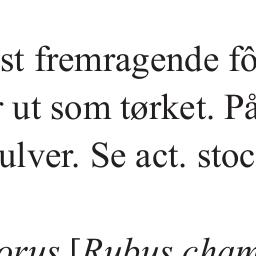 st fremragende fô
r ut som tørket. På
ulver. Se act. stoc
orus [Rubus cham